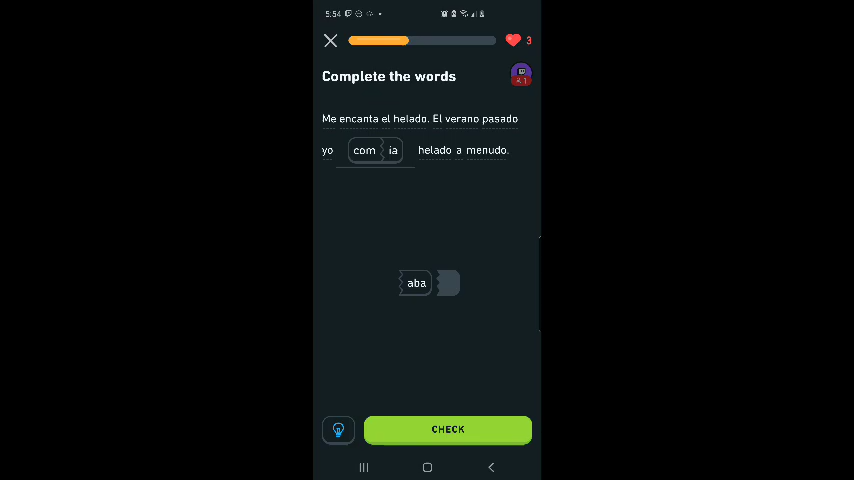 5:54
3
Complete the words
Me encanta el helado. El verano pasado
yo com ia helado a menudo.
aba
CHECK